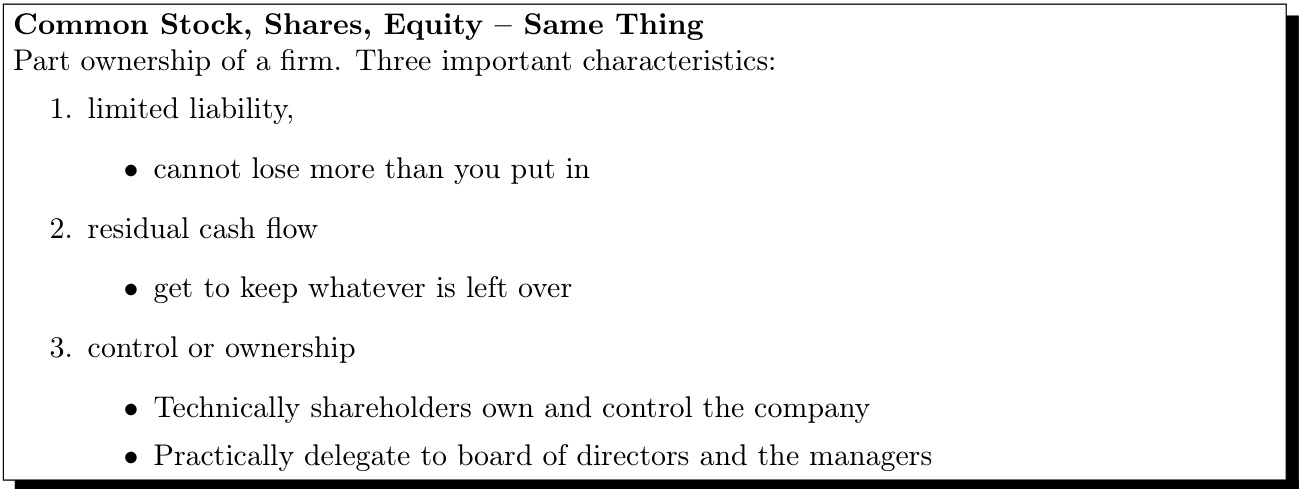 Common Stock, Shares, Equity – Same Thing
Part ownership of a firm. Three important characteristics:
1. limited liability,
• cannot lose more than you put in
2. residual cash flow
• get to keep whatever is left over
3. control or ownership
• Technically shareholders own and control the company
• Practically delegate to board of directors and the managers